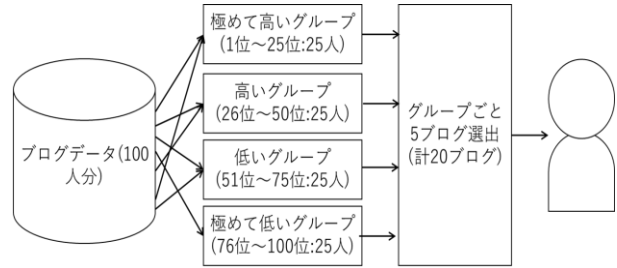 ブログデータ(100
人分)
極めて高いグループ
(1位～25位:25人)
高いグループ
(26位～50位:25人)
低いグループ
(51位～75位:25人)
極めて低いグループ
(76位～100位:25人)
グループごと
5ブログ選出
(計20ブログ)